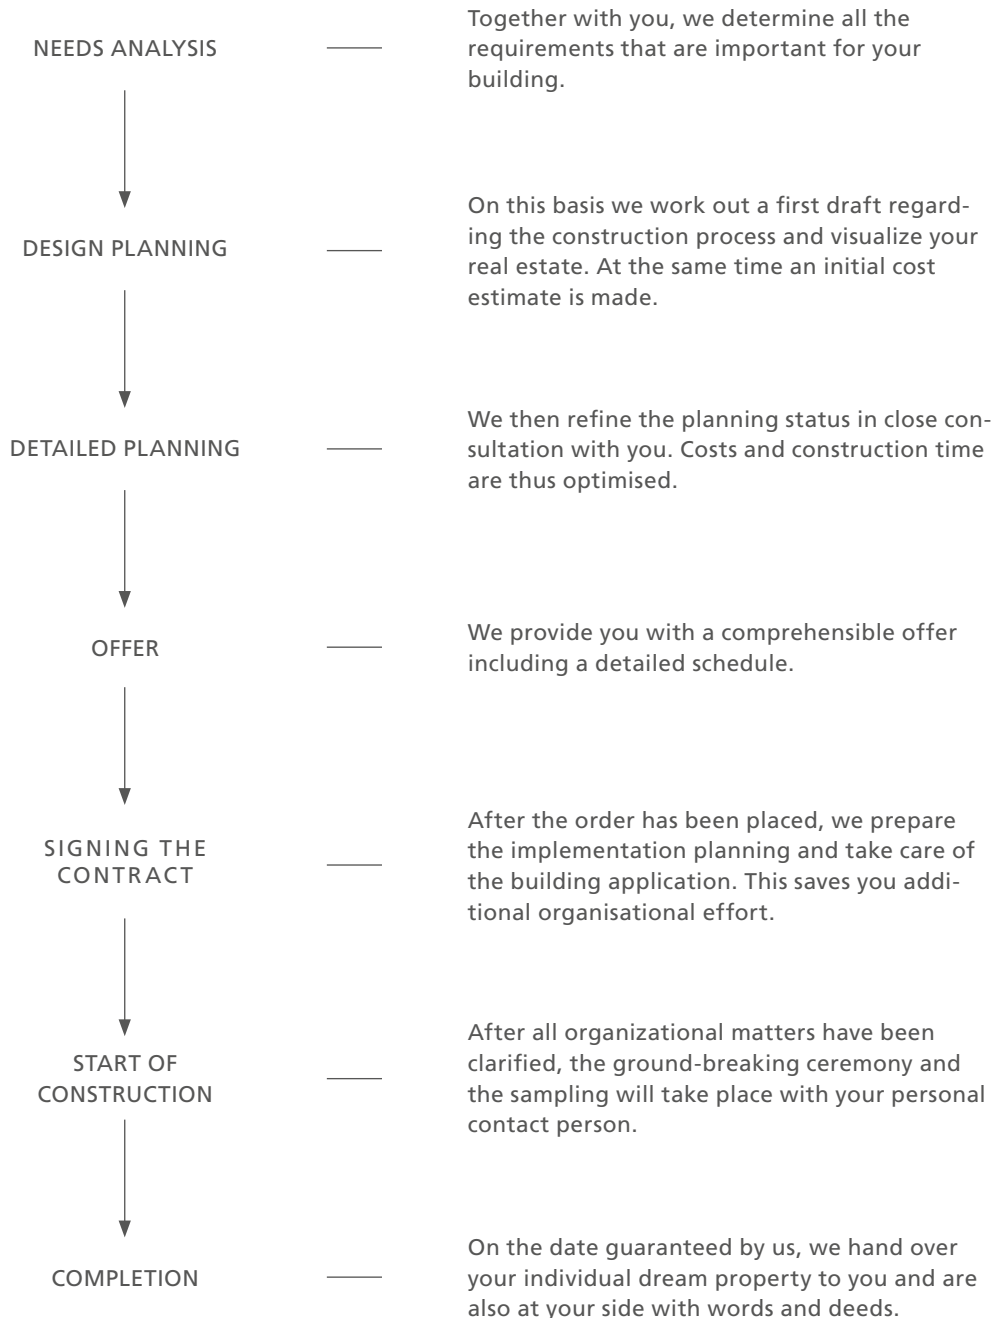 NEEDS ANALYSIS
Together with you, we determine all the
requirements that are important for your
building.
DESIGN PLANNING
On this basis we work out a first draft regard-
ing the construction process and visualize your
real estate. At the same time an initial cost
estimate is made.
DETAILED PLANNING
We then refine the planning status in close con-
sultation with you. Costs and construction time
are thus optimised.
OFFER
We provide you with a comprehensible offer
including a detailed schedule.
SIGNING THE
CONTRACT
After the order has been placed, we prepare
the implementation planning and take care of
the building application. This saves you addi-
tional organisational effort.
START OF
CONSTRUCTION
After all organizational matters have been
clarified, the ground-breaking ceremony and
the sampling will take place with your personal
contact person.
COMPLETION
On the date guaranteed by us, we hand over
your individual dream property to you and are
also at your side with words and deeds.